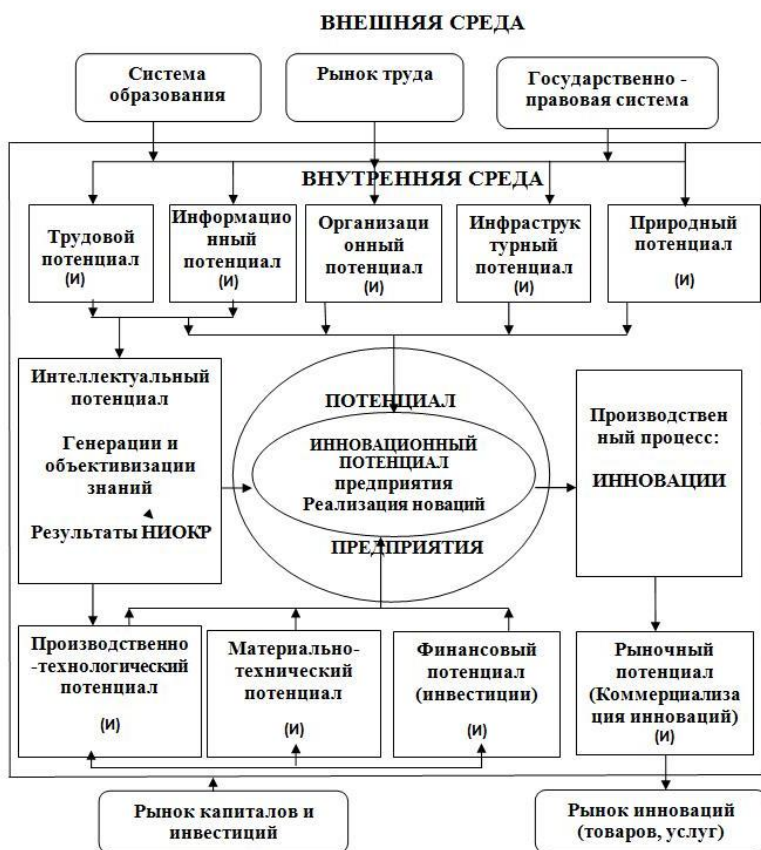 ВНЕШНЯЯ СРЕДА
Система
образования
Рынок труда
Государственно -
правовая система
ВНУТРЕННЯЯ СРЕДА
Трудовой
потенциал
(И)
Информацио
нный
потенциал
(И)
Организаци
онный
потенциал
(И)
Инфраструк
турный
потенциал
(И)
Природный
потенциал
(И)
Интеллектуальный
потенциал
Генерации и
объективизации
знаний
Результаты НИОКР
ПОТЕНЦИАЛ
ИННОВАЦИОННЫЙ
ПОТЕНЦИАЛ
предприятия
Реализация новаций
ПРЕДПРИЯТИЯ
Производствен
ный процесс:
ИННОВАЦИИ
Производственно
-технологический
потенциал
(И)
Материально-
технический
потенциал
(И)
Финансовый
потенциал
(инвестиции)
(И)
Рыночный
потенциал
(Коммерциализа
ция инноваций)
(И)
Рынок капиталов и
инвестиций
Рынок инноваций
(товаров, услуг)